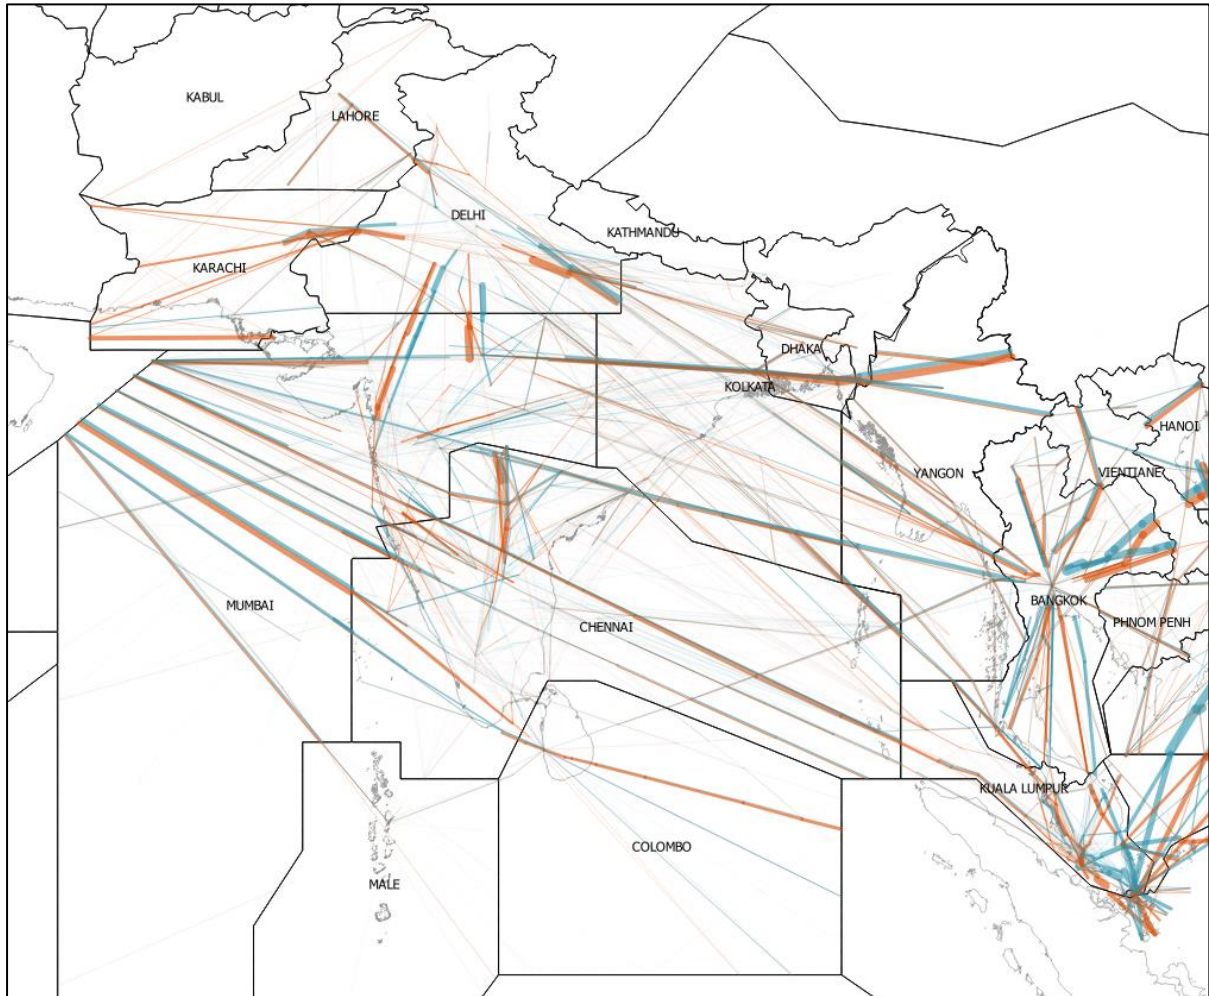 KABUL
LAHORE
DELHI
KATHMANDU
KARACHI
DHAKA
KOLKATA
HANOI
YANGON
VIENTIANE
MUMBAI
BANGKOK
CHENNAI
PHNOM PENH
KUALA LUMPUR
COLOMBO
MALE